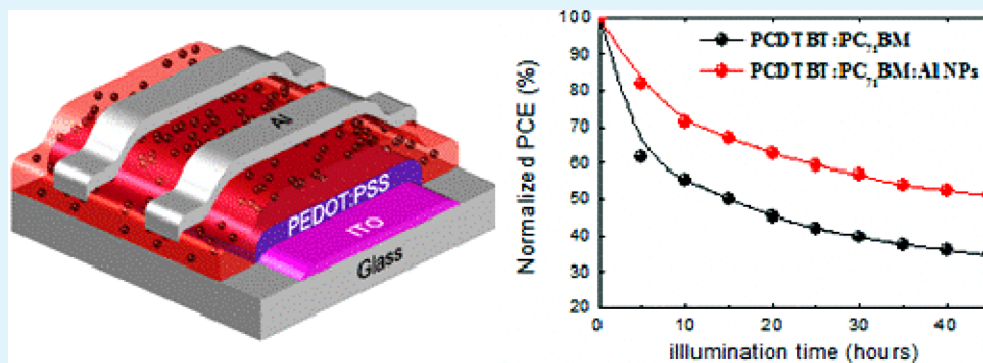 Al
PEDOT:PSS
ITO
Glass
Normalized PCE (%)
100
90
80
70
60
50
40
30
20
0
10
20
30
40
illlumination time (hours)
PCDTBT:PC71BM
PCDTBT:PC71BM:Al NPs